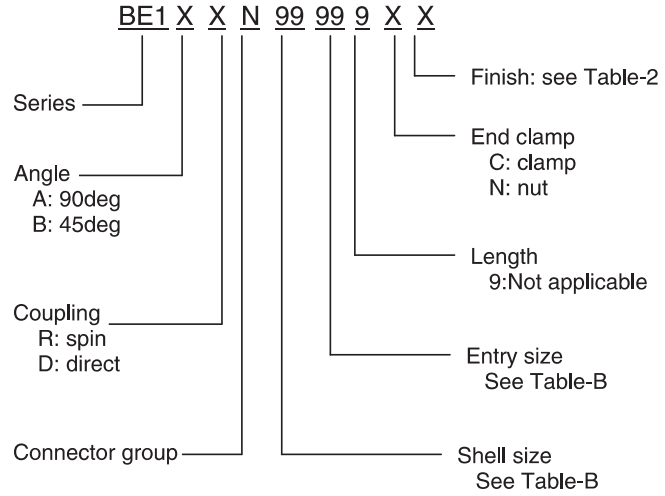 BE1 X X N 99 99 9 X X
Series
Angle
A: 90deg
B: 45deg
Coupling
R: spin
D: direct
Connector group
Finish: see Table-2
End clamp
C: clamp
N: nut
Length
9:Not applicable
Entry size
See Table-B
Shell size
See Table-B